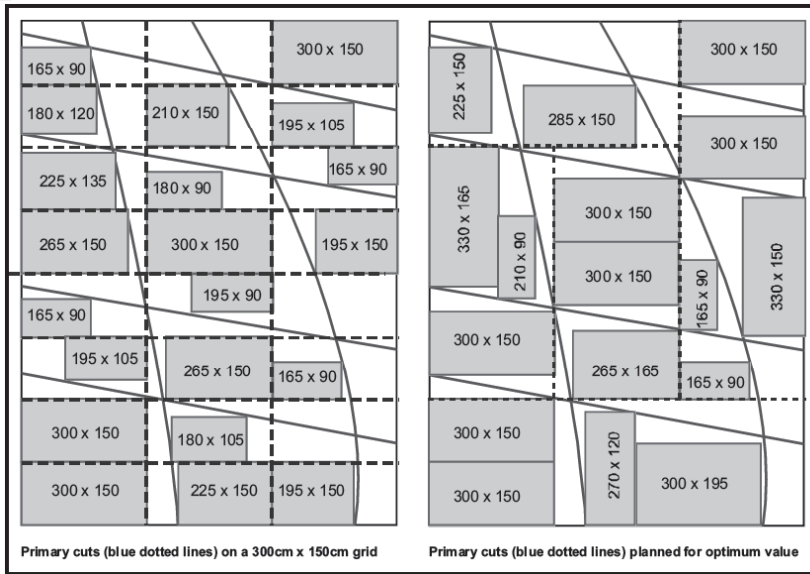 300 x 150
165 x 90
180 x 120
210 x 150
195 x 105
165 x 90
225 x 135
180 x 90
265 x 150
300 x 150
195 x 150
195 x 90
165 x 90
195 x 105
265 x 150
165 x 90
300 x 150
180 x 105
300 x 150
225 x 150
195 x 150
Primary cuts (blue dotted lines) on a 300cm x 150cm grid
300 x 150
225 x 150
285 x 150
300 x 150
330 x 165
300 x 150
210 x 90
330 x 150
300 x 150
165 x 90
300 x 150
265 x 165
165 x 90
300 x 150
270 x 120
300 x 195
300 x 150
Primary cuts (blue dotted lines) planned for optimum value